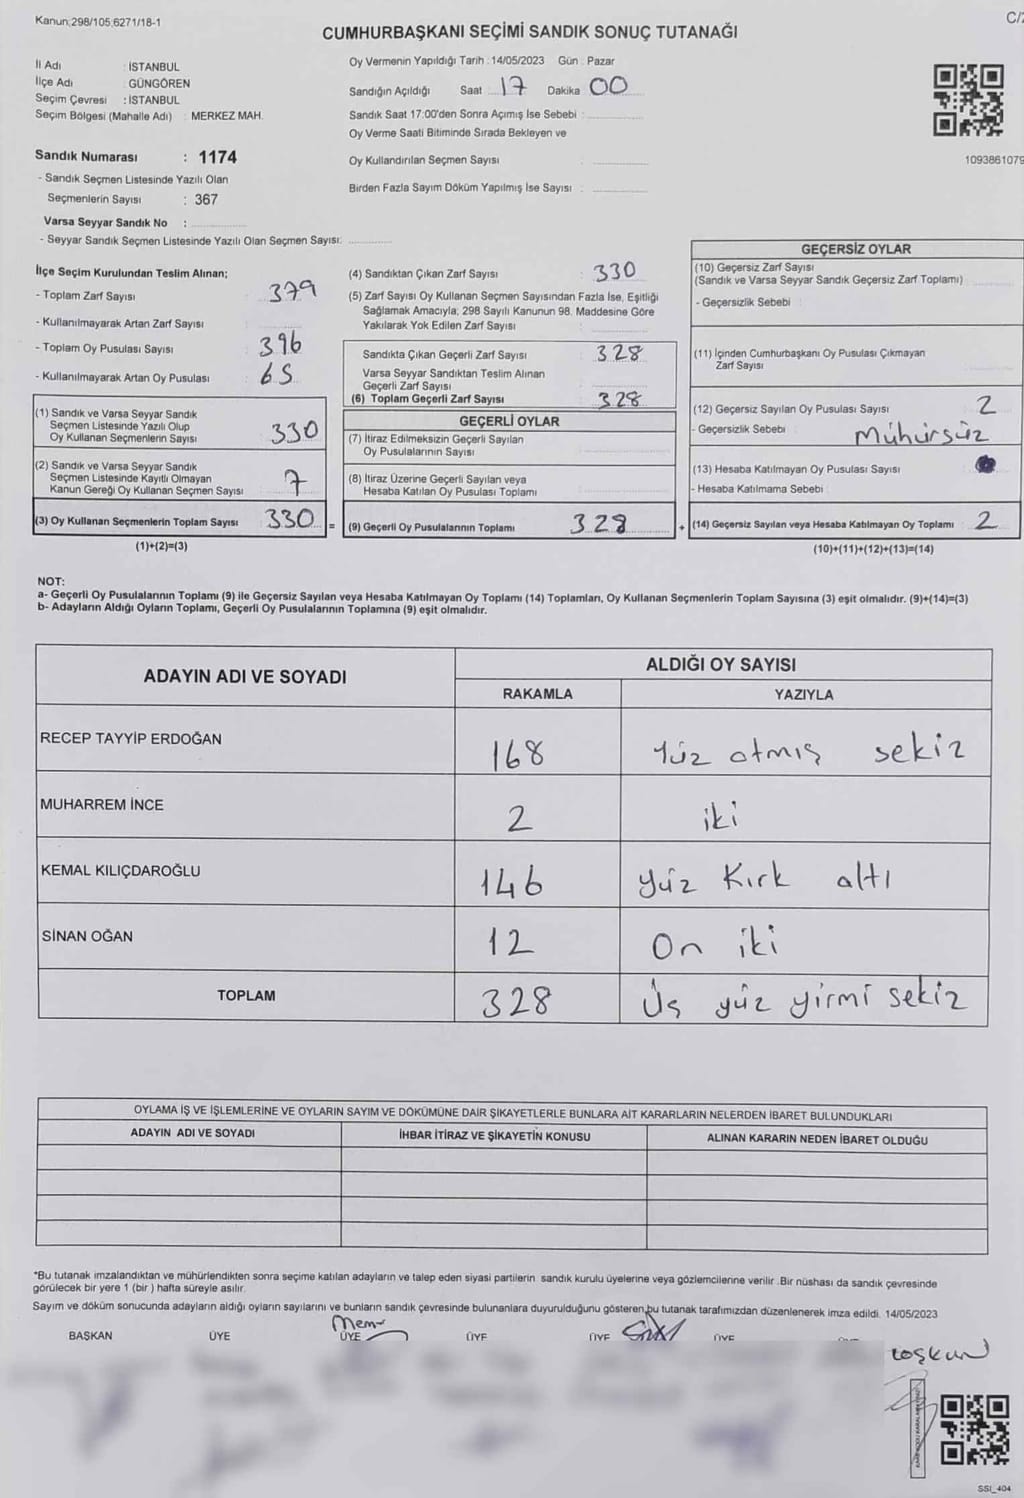 Kanun;298/105;6271/18-1
C/2
CUMHURBAŞKANI SEÇİMİ SANDIK SONUÇ TUTANAĞI
İl Adı : İSTANBUL
İlçe Adı : GÜNGÖREN
Seçim Çevresi : İSTANBUL
Seçim Bölgesi (Mahalle Adı) : MERKEZ MAH.
Oy Vermenin Yapıldığı Tarih : 14/05/2023 Gün : Pazar
Sandığın Açıldığı Saat 17 Dakika 00
Sandık Saat 17:00'den Sonra Açımış İse Sebebi :
Oy Verme Saati Bitiminde Sırada Bekleyen ve
Oy Kullandırılan Seçmen Sayısı :
Birden Fazla Sayım Döküm Yapılmış İse Sayısı :
1093861079
Sandık Numarası : 1174
- Sandık Seçmen Listesinde Yazılı Olan
Seçmenlerin Sayısı : 367
Varsa Seyyar Sandık No :
- Seyyar Sandık Seçmen Listesinde Yazılı Olan Seçmen Sayısı:
İlçe Seçim Kurulundan Teslim Alınan;
- Toplam Zarf Sayısı : 379
- Kullanılmayarak Artan Zarf Sayısı
- Toplam Oy Pusulası Sayısı : 396
- Kullanılmayarak Artan Oy Pusulası : 65
(1) Sandık ve Varsa Seyyar Sandık
Seçmen Listesinde Yazılı Olup
Oy Kullanan Seçmenlerin Sayısı : 330
(2) Sandık ve Varsa Seyyar Sandık
Seçmen Listesinde Kayıtlı Olmayan
Kanun Gereği Oy Kullanan Seçmen Sayısı : 7
(3) Oy Kullanan Seçmenlerin Toplam Sayısı : 330 =
(1)+(2)=(3)
(4) Sandıktan Çıkan Zarf Sayısı : 330
(5) Zarf Sayısı Oy Kullanan Seçmen Sayısından Fazla İse, Eşitliği
Sağlamak Amacıyla; 298 Sayılı Kanunun 98. Maddesine Göre
Yakılarak Yok Edilen Zarf Sayısı :
Sandıkta Çıkan Geçerli Zarf Sayısı : 328
Varsa Seyyar Sandıktan Teslim Alınan
Geçerli Zarf Sayısı :
(6) Toplam Geçerli Zarf Sayısı : 328
GEÇERLİ OYLAR
(7) İtiraz Edilmeksizin Geçerli Sayılan
Oy Pusulalarının Sayısı :
(8) İtiraz Üzerine Geçerli Sayılan veya
Hesaba Katılan Oy Pusulası Toplamı :
(9) Geçerli Oy Pusulalarının Toplamı : 328 +
GEÇERSİZ OYLAR
(10) Geçersiz Zarf Sayısı
(Sandık ve Varsa Seyyar Sandık Geçersiz Zarf Toplamı)
- Geçersizlik Sebebi :
(11) İçinden Cumhurbaşkanı Oy Pusulası Çıkmayan
Zarf Sayısı :
(12) Geçersiz Sayılan Oy Pusulası Sayısı : 2
- Geçersizlik Sebebi : Mühürsüz
(13) Hesaba Katılmayan Oy Pusulası Sayısı :
- Hesaba Katılmama Sebebi :
(14) Geçersiz Sayılan veya Hesaba Katılmayan Oy Toplamı : 2
(10)+(11)+(12)+(13)=(14)
NOT:
a- Geçerli Oy Pusulalarının Toplamı (9) ile Geçersiz Sayılan veya Hesaba Katılmayan Oy Toplamı (14) Toplamları, Oy Kullanan Seçmenlerin Toplam Sayısına (3) eşit olmalıdır. (9)+(14)=(3)
b- Adayların Aldığı Oyların Toplamı, Geçerli Oy Pusulalarının Toplamına (9) eşit olmalıdır.
ADAYIN ADI VE SOYADI
ALDIĞI OY SAYISI
RAKAMLA YAZIYLA
RECEP TAYYİP ERDOĞAN 168 Yüz atmış sekiz
MUHARREM İNCE 2 iki
KEMAL KILIÇDAROĞLU 146 yüz Kırk altı
SİNAN OĞAN 12 On iki
TOPLAM 328 Üş yüz yirmi sekiz
OYLAMA İŞ VE İŞLEMLERİNE VE OYLARIN SAYIM VE DÖKÜMÜNE DAİR ŞİKAYETLERLE BUNLARA AİT KARARLARIN NELERDEN İBARET BULUNDUKLARI
ADAYIN ADI VE SOYADI İHBAR İTİRAZ VE ŞİKAYETİN KONUSU ALINAN KARARIN NEDEN İBARET OLDUĞU
*Bu tutanak imzalandıktan ve mühürlendikten sonra seçime katılan adayların ve talep eden siyasi partilerin sandık kurulu üyelerine veya gözlemcilerine verilir .Bir nüshası da sandık çevresinde
görülecek bir yere 1 (bir ) hafta süreyle asılır.
Sayım ve döküm sonucunda adayların aldığı oyların sayılarını ve bunların sandık çevresinde bulunanlara duyurulduğunu gösteren bu tutanak tarafımızdan düzenlenerek imza edildi. 14/05/2023
BAŞKAN ÜYE ÜYE ÜYE ÜYE ÜYE
SSI_404